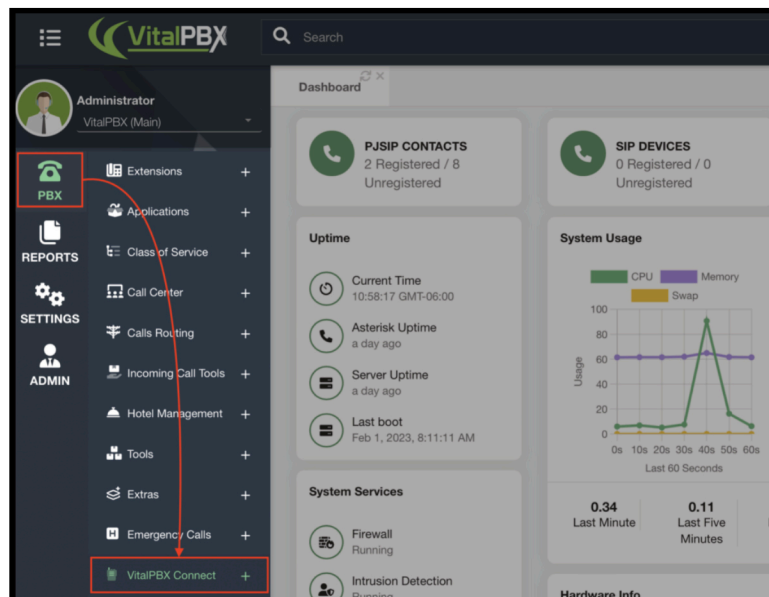 VitalPBX
Search
Administrator
VitalPBX (Main)
Dashboard
PBX
REPORTS
SETTINGS
ADMIN
Extensions
Applications
Class of Service
Call Center
Calls Routing
Incoming Call Tools
Hotel Management
Tools
Extras
Emergency Calls
VitalPBX Connect
PJSIP CONTACTS
2 Registered / 8
Unregistered
SIP DEVICES
0 Registered / 0
Unregistered
Uptime
Current Time
10:58:17 GMT-06:00
Asterisk Uptime
a day ago
Server Uptime
a day ago
Last boot
Feb 1, 2023, 8:11:11 AM
System Usage
CPU Memory
Swap
Usage
100
80
60
40
20
0
0s 10s 20s 30s 40s 50s 60s
Last 60 Seconds
0.34
Last Minute
0.11
Last Five
Minutes
System Services
Firewall
Running
Intrusion Detection
Running
Hardware Info